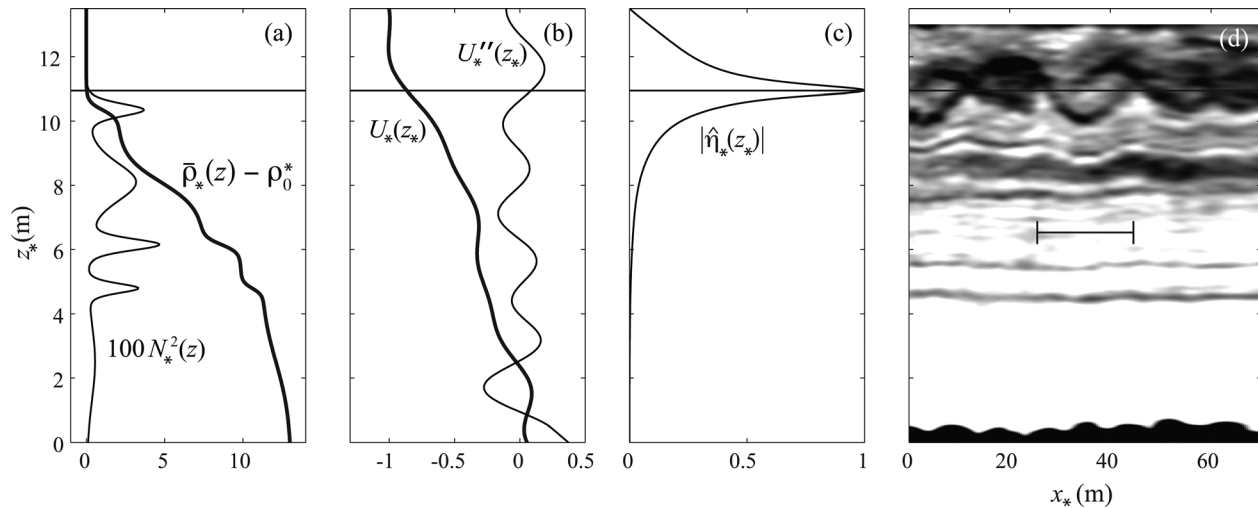 (a)
(b)
(c)
(d)
U*''(z*)
U*(z*)
|η̂*(z*)|
ρ̄*(z) − ρ0*
100 N*²(z)
z* (m)
12
10
8
6
4
2
0
0 5 10
-1 -0.5 0 0.5
0 0.5 1
0 20 40 60
x* (m)